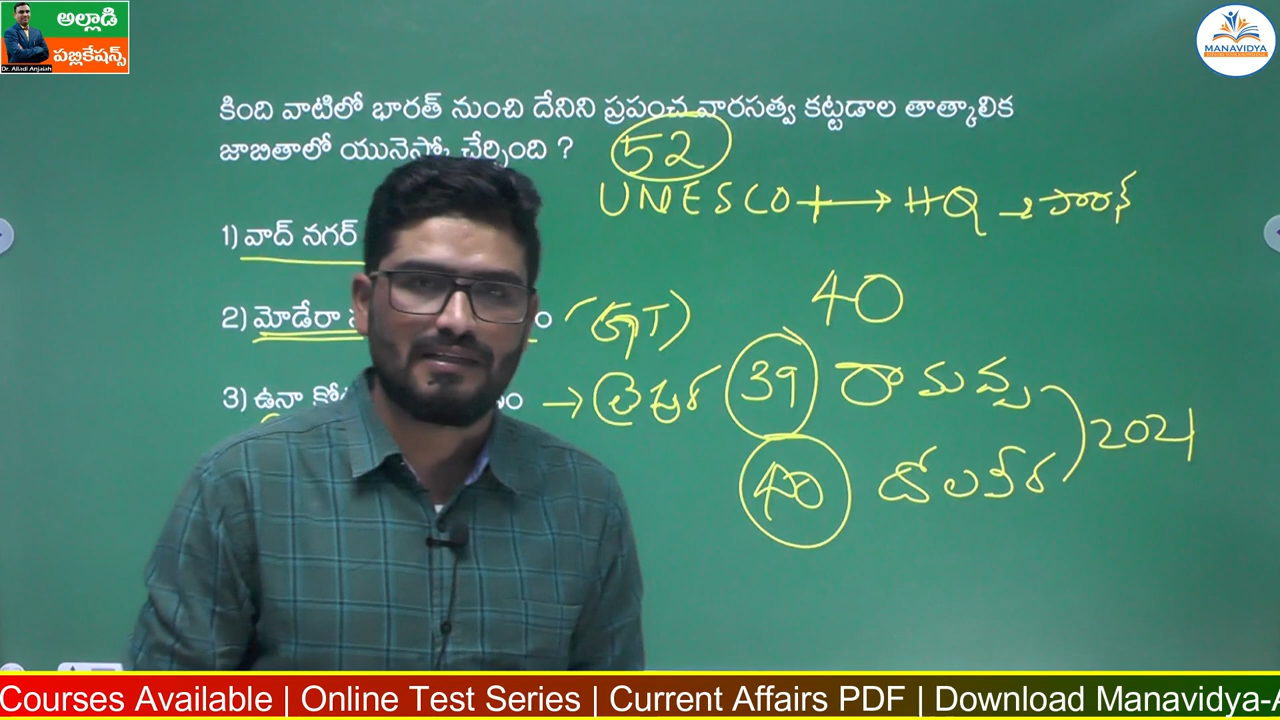 అల్లాడి
పబ్లికేషన్స్
Dr. Alladi Anjaiah
MANAVIDYA
కింది వాటిలో భారత్ నుంచి దేనిని ప్రపంచ వారసత్వ కట్టడాల తాత్కాలిక
జాబితాలో యునెస్కో చేర్చింది ?
52
UNESCO → HQ → పారిస్
1) వాద్ నగర్
40
2) మోడేరా
(GT)
39 రామప్ప
3) ఉనా
→
2021
40 దోలవీర
Courses Available | Online Test Series | Current Affairs PDF | Download Manavidya-A